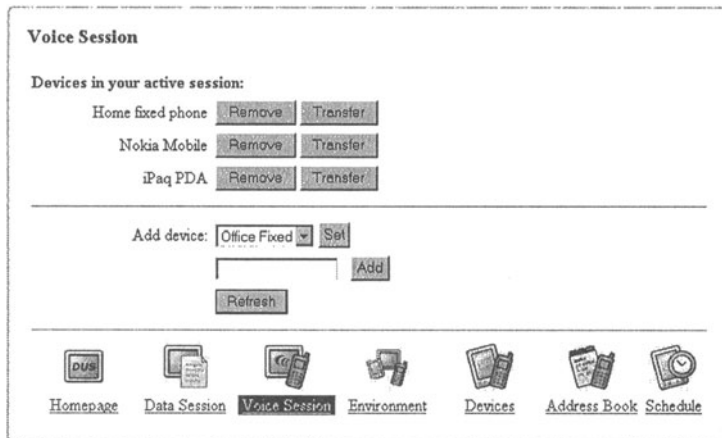 Voice Session
Devices in your active session:
Home fixed phone Remove Transfer
Nokia Mobile Remove Transfer
iPaq PDA Remove Transfer
Add device: Office Fixed Set
Add
Refresh
DUS
Homepage Data Session Voice Session Environment Devices Address Book Schedule